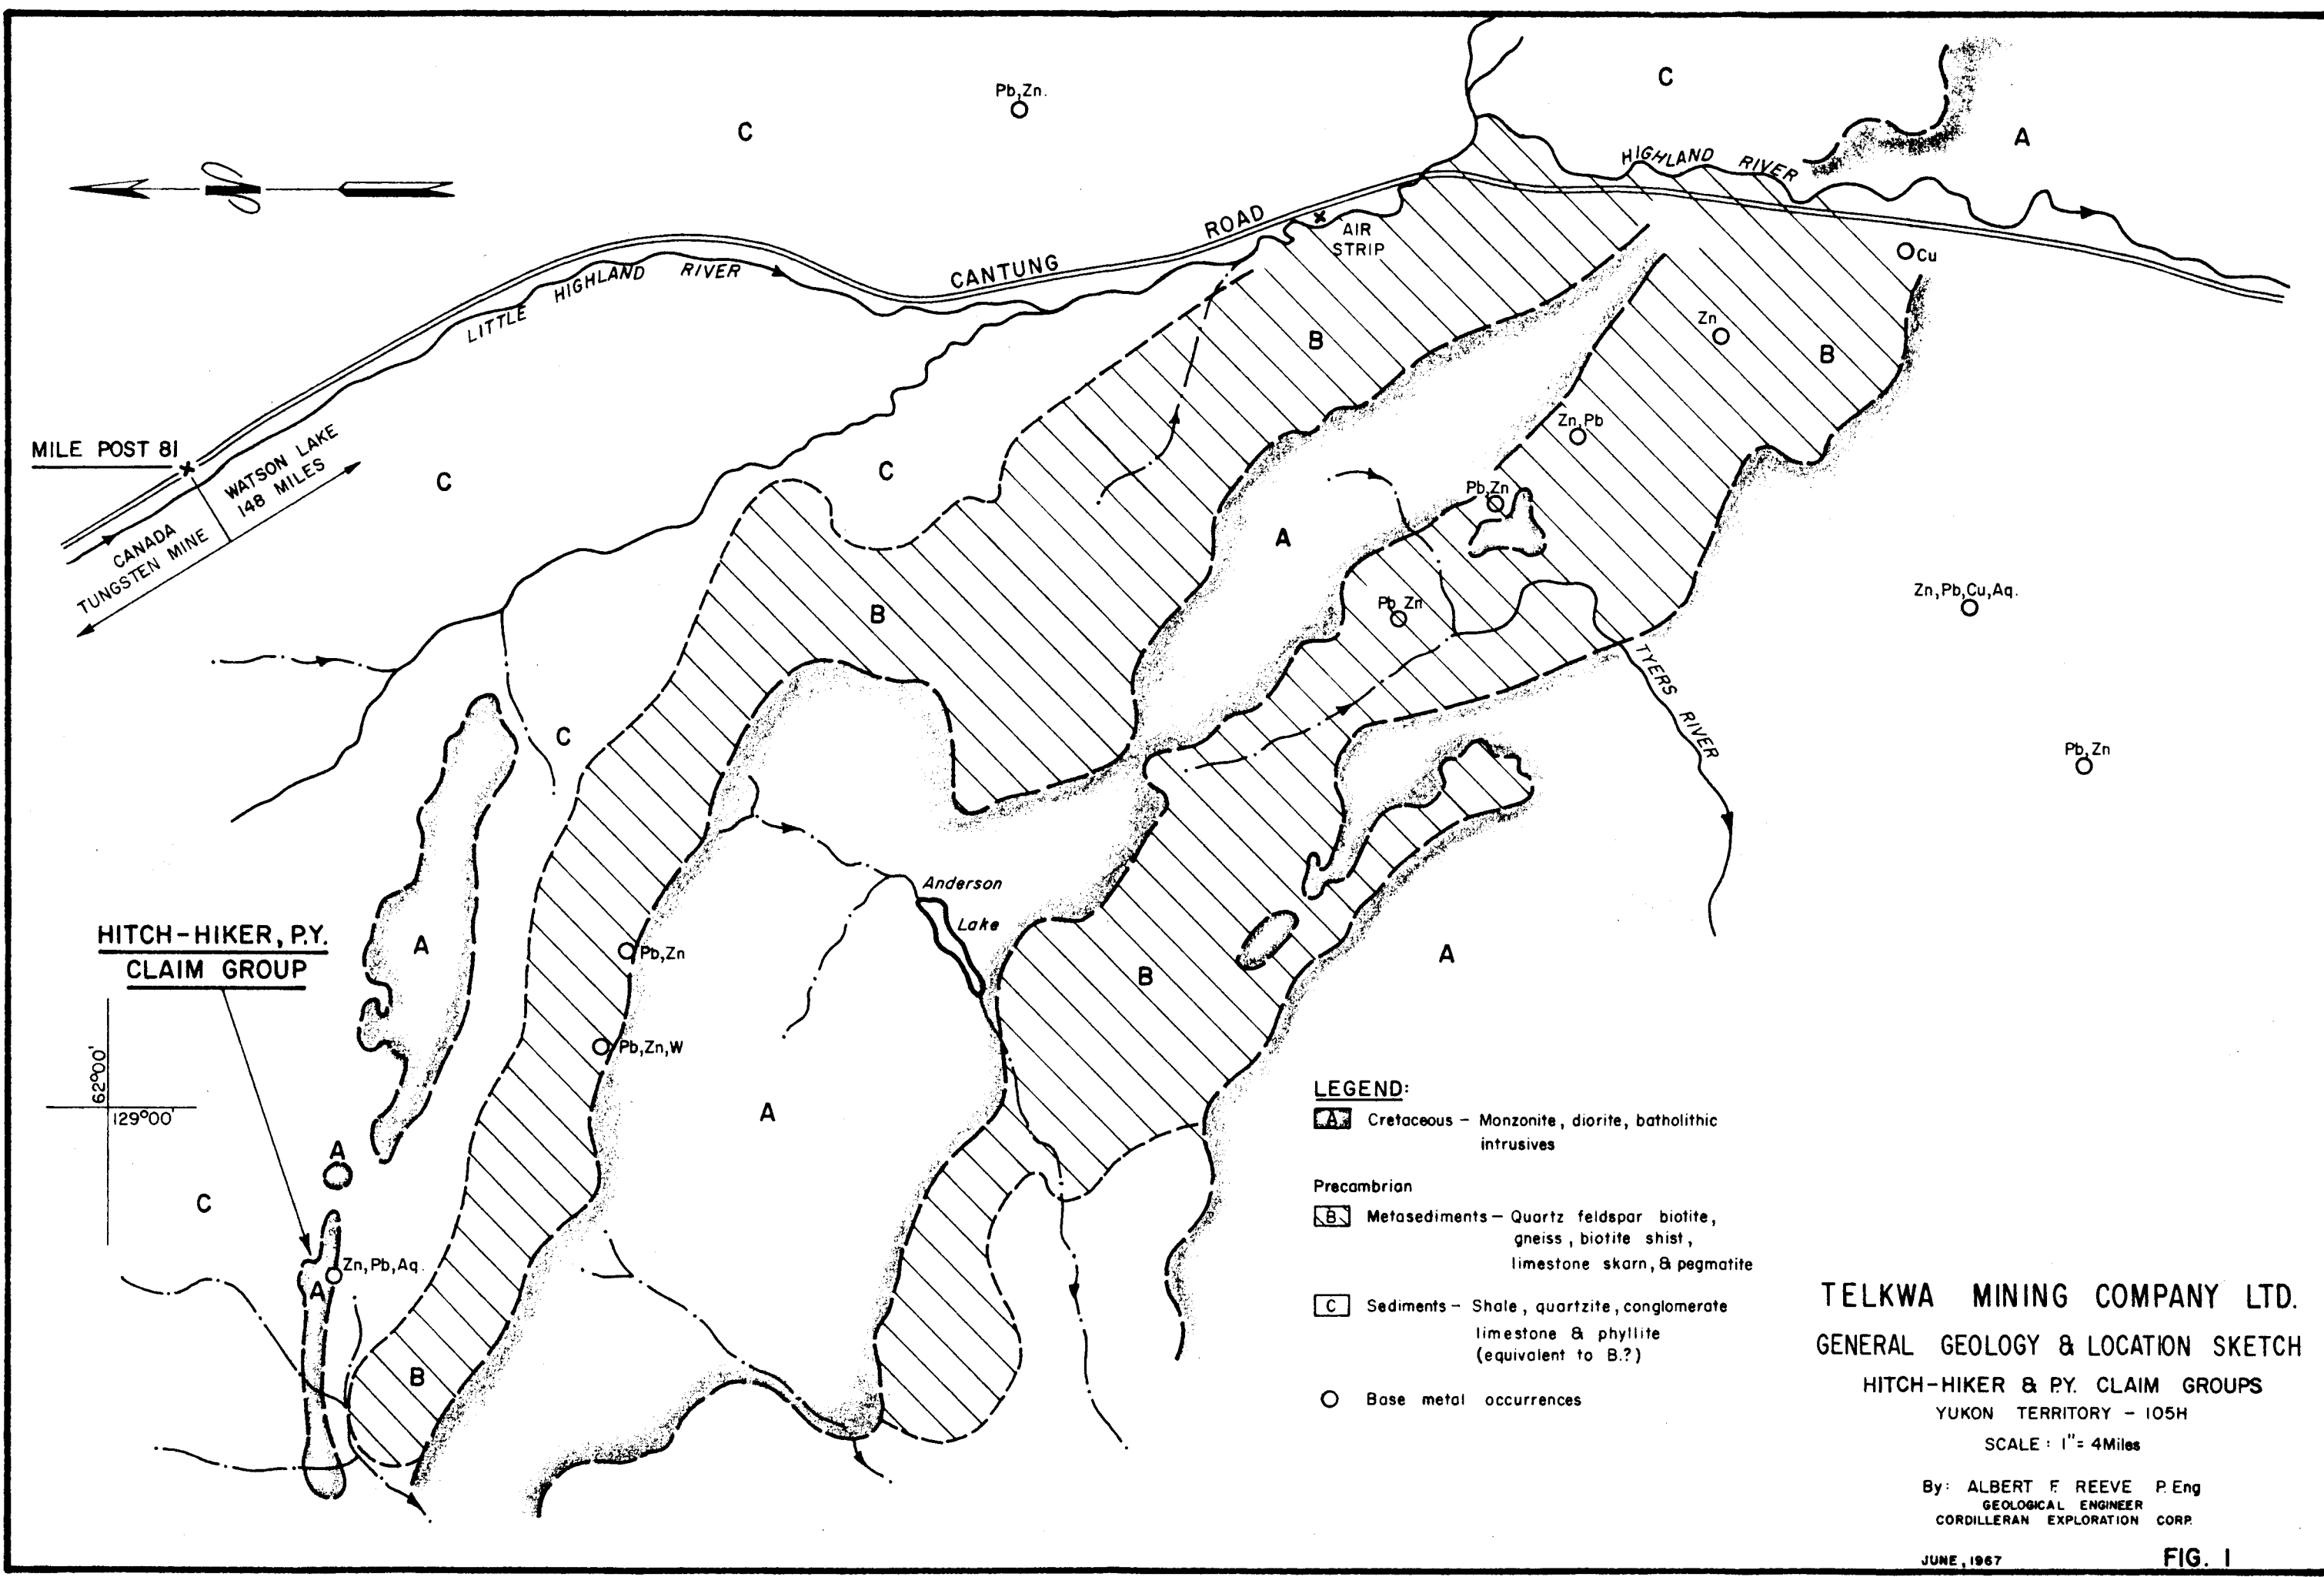 Pb,Zn.
C
C
A
N
HIGHLAND RIVER
ROAD
AIR
STRIP
CANTUNG
LITTLE HIGHLAND RIVER
Cu
Zn
B
B
Zn,Pb
MILE POST 81
WATSON LAKE
148 MILES
CANADA
TUNGSTEN MINE
C
C
Pb,Zn
A
B
Pb Zn
Zn,Pb,Cu,Ag.
TYERS RIVER
C
Pb,Zn
Anderson
Lake
HITCH-HIKER, P.Y.
CLAIM GROUP
A
Pb,Zn
B
A
Pb,Zn,W
62°00'
129°00'
A
A
C
Zn,Pb,Ag.
A
B
LEGEND:
A Cretaceous - Monzonite, diorite, batholithic
intrusives
Precambrian
B Metasediments - Quartz feldspar biotite,
gneiss, biotite shist,
limestone skarn, & pegmatite
C Sediments - Shale, quartzite, conglomerate
limestone & phyllite
(equivalent to B.?)
Base metal occurrences
TELKWA MINING COMPANY LTD.
GENERAL GEOLOGY & LOCATION SKETCH
HITCH-HIKER & P.Y. CLAIM GROUPS
YUKON TERRITORY - 105H
SCALE : 1"= 4Miles
By: ALBERT F. REEVE P. Eng
GEOLOGICAL ENGINEER
CORDILLERAN EXPLORATION CORP.
JUNE, 1967
FIG. 1